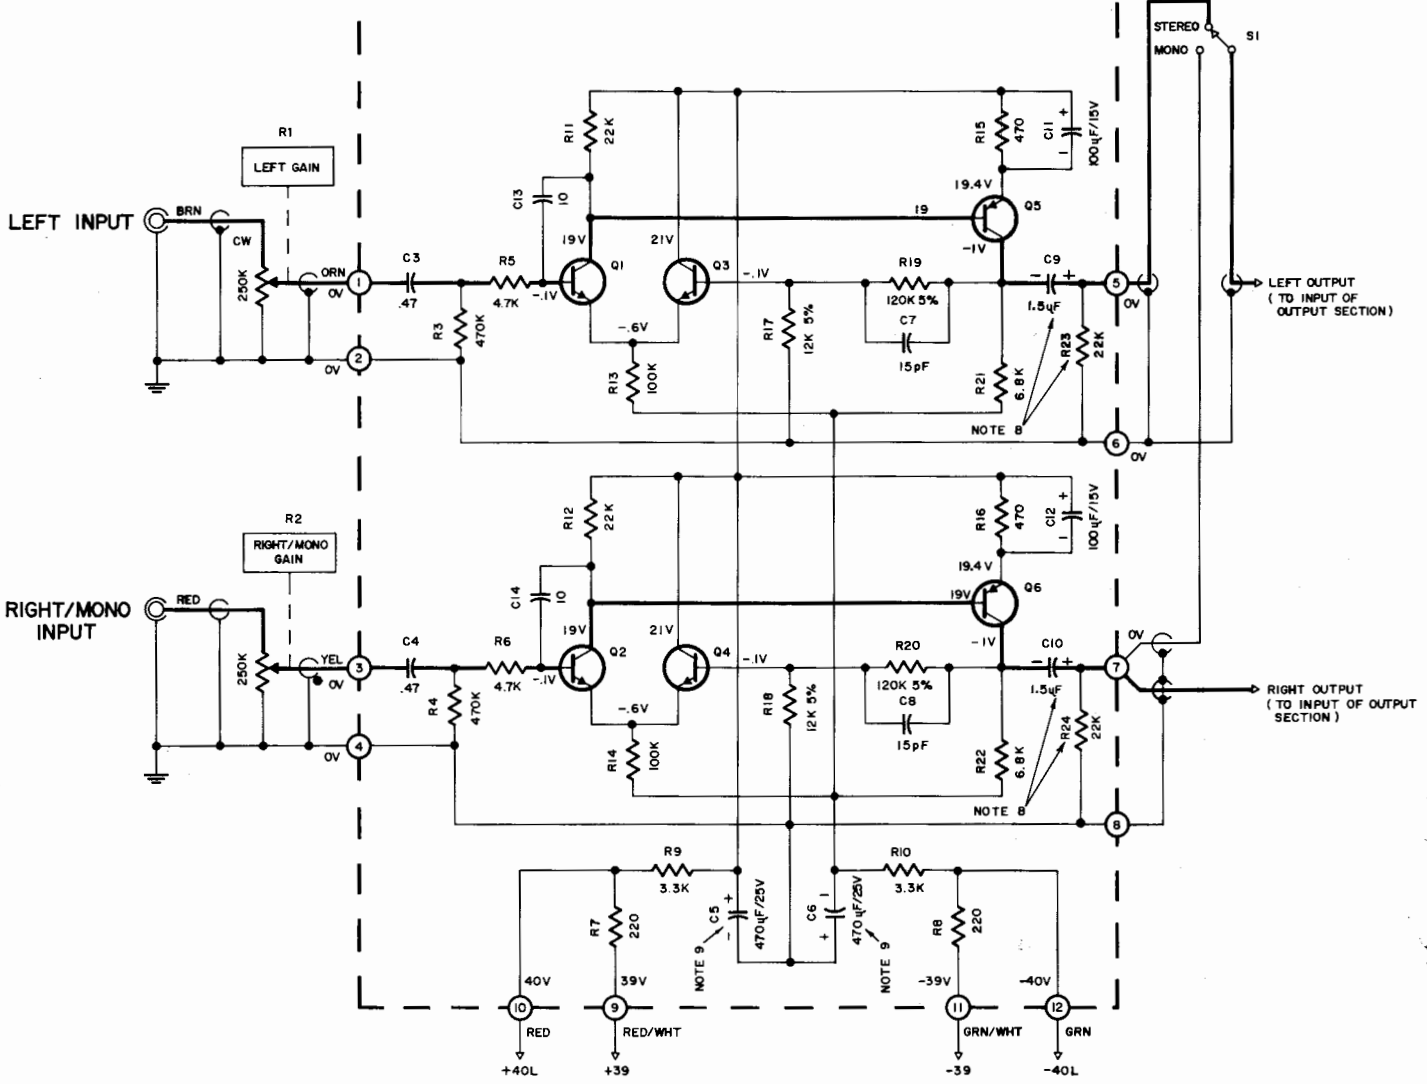 STEREO
MONO
S1
R1
LEFT GAIN
LEFT INPUT
BRN
CW
250K
ORN
0V
1
2
0V
C3
.47
R3
470K
R5
4.7K
C13
10
R11
22K
19V
-.1V
Q1
21V
Q3
-.1V
-.6V
R13
100K
R17
12K 5%
R19
120K 5%
C7
15pF
19
19.4V
Q5
-1V
R15
470
C11
+
-
100µF/15V
C9
-
+
1.5µF
R21
6.8K
R23
22K
NOTE 8
5
0V
6
0V
LEFT OUTPUT
(TO INPUT OF
OUTPUT SECTION)
R2
RIGHT/MONO
GAIN
RIGHT/MONO
INPUT
RED
250K
YEL
0V
3
4
0V
C4
.47
R4
470K
R6
4.7K
C14
10
R12
22K
19V
-.1V
Q2
21V
Q4
-.1V
-.6V
R14
100K
R18
12K 5%
R20
120K 5%
C8
15pF
19V
19.4V
Q6
-1V
R16
470
C12
+
-
100µF/15V
C10
-
+
1.5µF
R22
6.8K
R24
22K
NOTE 8
0V
7
8
RIGHT OUTPUT
(TO INPUT OF OUTPUT
SECTION)
R9
3.3K
R10
3.3K
R7
220
C5
+
-
470µF/25V
NOTE 9
C6
-
+
470µF/25V
NOTE 9
R8
220
40V
39V
-39V
-40V
10
9
11
12
RED
RED/WHT
GRN/WHT
GRN
+40L
+39
-39
-40L